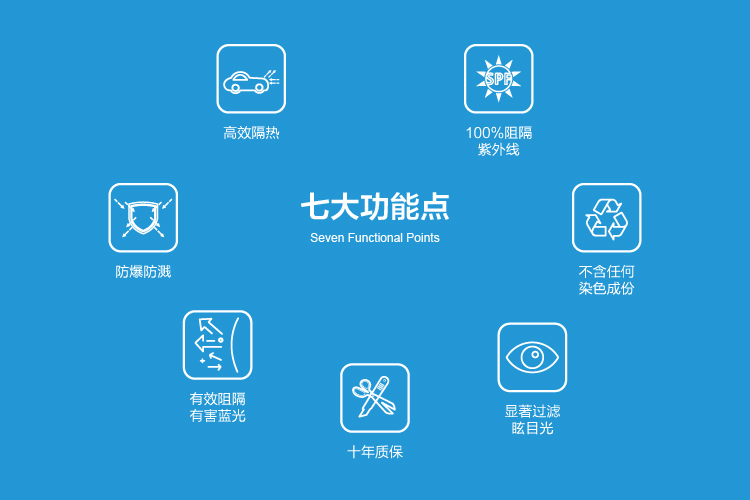 高效隔热
SPF
100%阻隔
紫外线
七大功能点
Seven Functional Points
防爆防溅
不含任何
染色成份
有效阻隔
有害蓝光
显著过滤
眩目光
十年质保